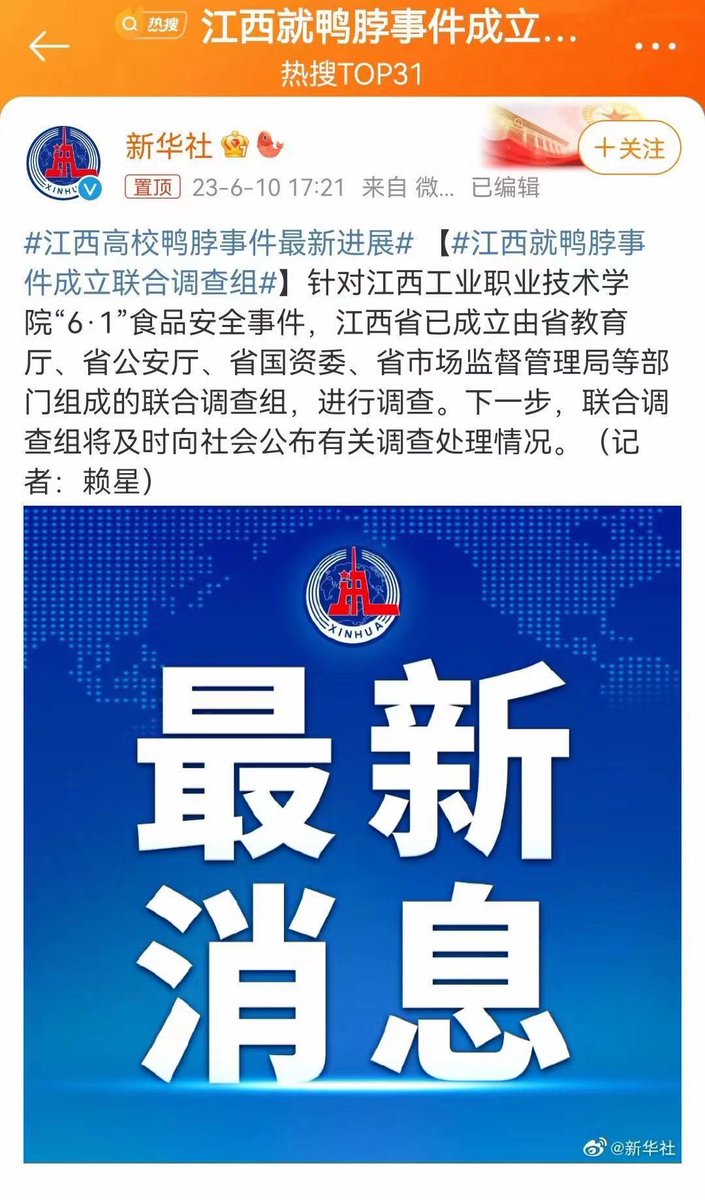 热搜
江西就鸭脖事件成立...
热搜TOP31
新华社
+关注
置顶 23-6-10 17:21 来自 微... 已编辑
#江西高校鸭脖事件最新进展# 【#江西就鸭脖事
件成立联合调查组#】针对江西工业职业技术学
院“6·1”食品安全事件，江西省已成立由省教育
厅、省公安厅、省国资委、省市场监督管理局等部
门组成的联合调查组，进行调查。下一步，联合调
查组将及时向社会公布有关调查处理情况。（记
者：赖星）
XINHUA
最新
消息
@新华社